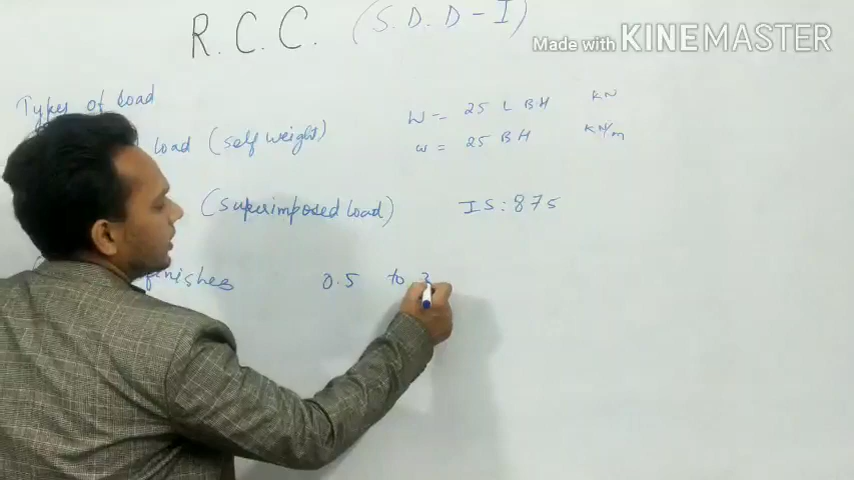 R.C.C. (S.D.D-I)
Made with KINEMASTER
Types of Load
Load (self weight) W = 25 L B H KN
w = 25 B H KN/m
(superimposed load) IS:875
finishes 0.5 to